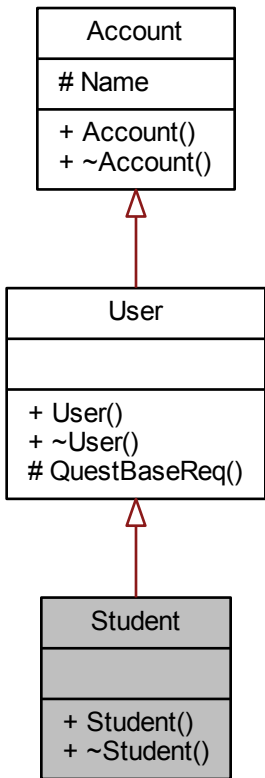 Account
# Name
+ Account()
+ ~Account()
User
+ User()
+ ~User()
# QuestBaseReq()
Student
+ Student()
+ ~Student()